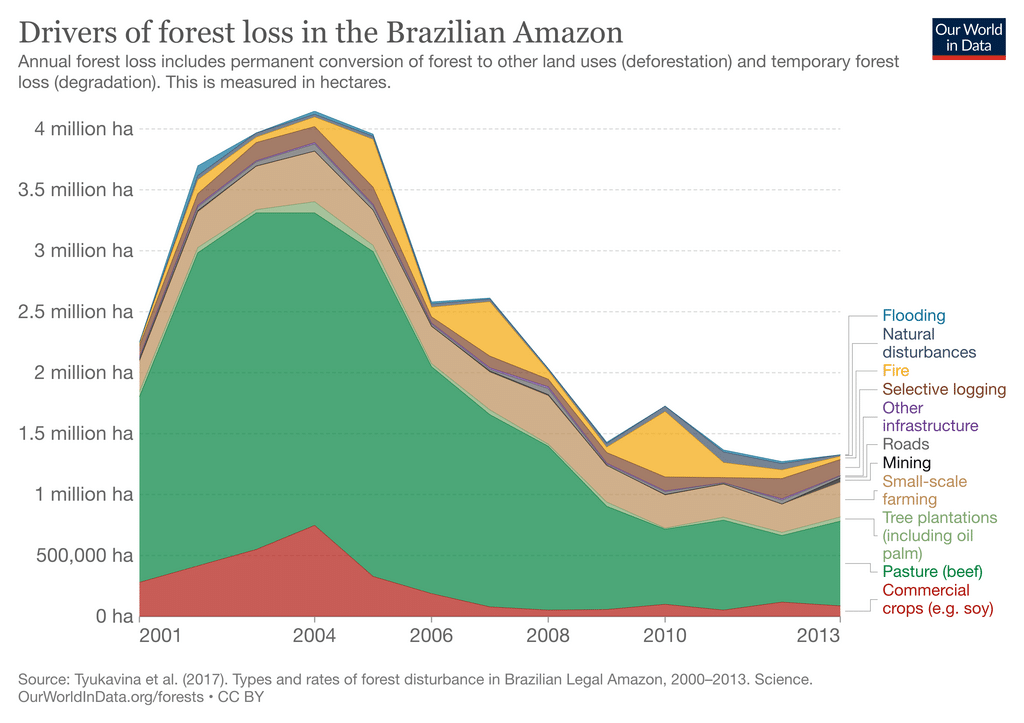 Drivers of forest loss in the Brazilian Amazon
Our World
in Data
Annual forest loss includes permanent conversion of forest to other land uses (deforestation) and temporary forest
loss (degradation). This is measured in hectares.
4 million ha
3.5 million ha
3 million ha
2.5 million ha
2 million ha
1.5 million ha
1 million ha
500,000 ha
0 ha
2001
2004
2006
2008
2010
2013
Flooding
Natural
disturbances
Fire
Selective logging
Other
infrastructure
Roads
Mining
Small-scale
farming
Tree plantations
(including oil
palm)
Pasture (beef)
Commercial
crops (e.g. soy)
Source: Tyukavina et al. (2017). Types and rates of forest disturbance in Brazilian Legal Amazon, 2000–2013. Science.
OurWorldInData.org/forests • CC BY